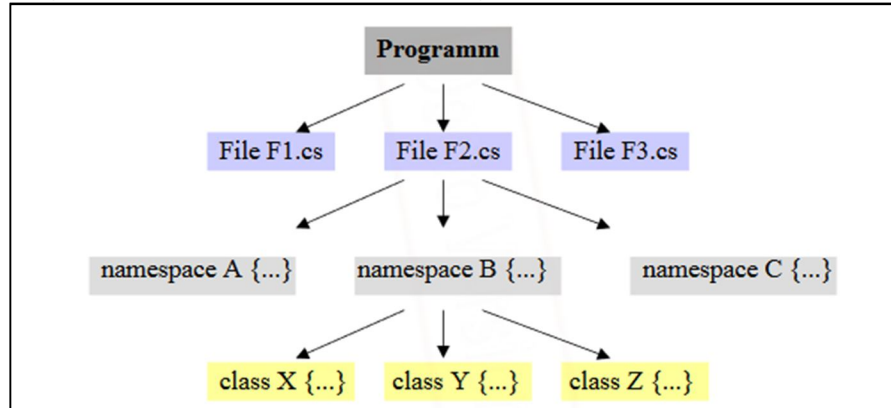 Programm
File F1.cs File F2.cs File F3.cs
namespace A {...} namespace B {...} namespace C {...}
class X {...} class Y {...} class Z {...}